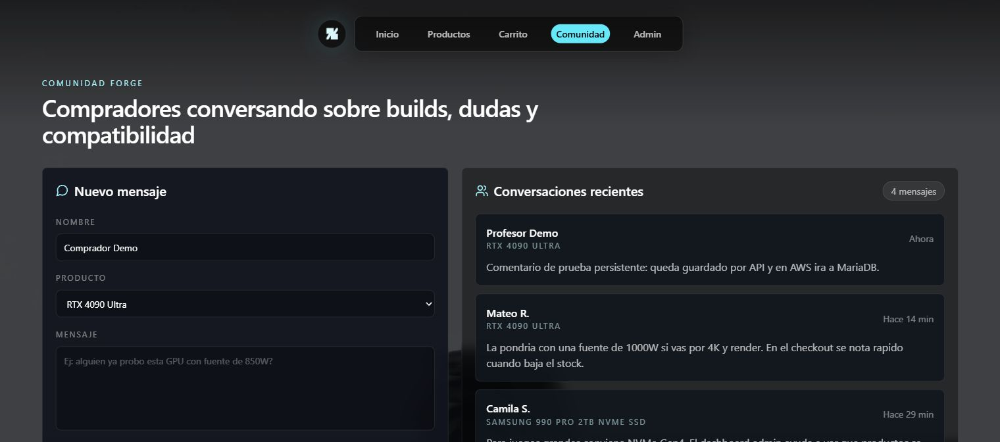 Inicio Productos Carrito Comunidad Admin
COMUNIDAD FORGE
Compradores conversando sobre builds, dudas y
compatibilidad
Nuevo mensaje
NOMBRE
Comprador Demo
PRODUCTO
RTX 4090 Ultra
MENSAJE
Ej: alguien ya probo esta GPU con fuente de 850W?
Conversaciones recientes
4 mensajes
Profesor Demo
RTX 4090 ULTRA
Ahora
Comentario de prueba persistente: queda guardado por API y en AWS ira a MariaDB.
Mateo R.
RTX 4090 ULTRA
Hace 14 min
La pondria con una fuente de 1000W si vas por 4K y render. En el checkout se nota rapido
cuando baja el stock.
Camila S.
SAMSUNG 990 PRO 2TB NVME SSD
Hace 29 min